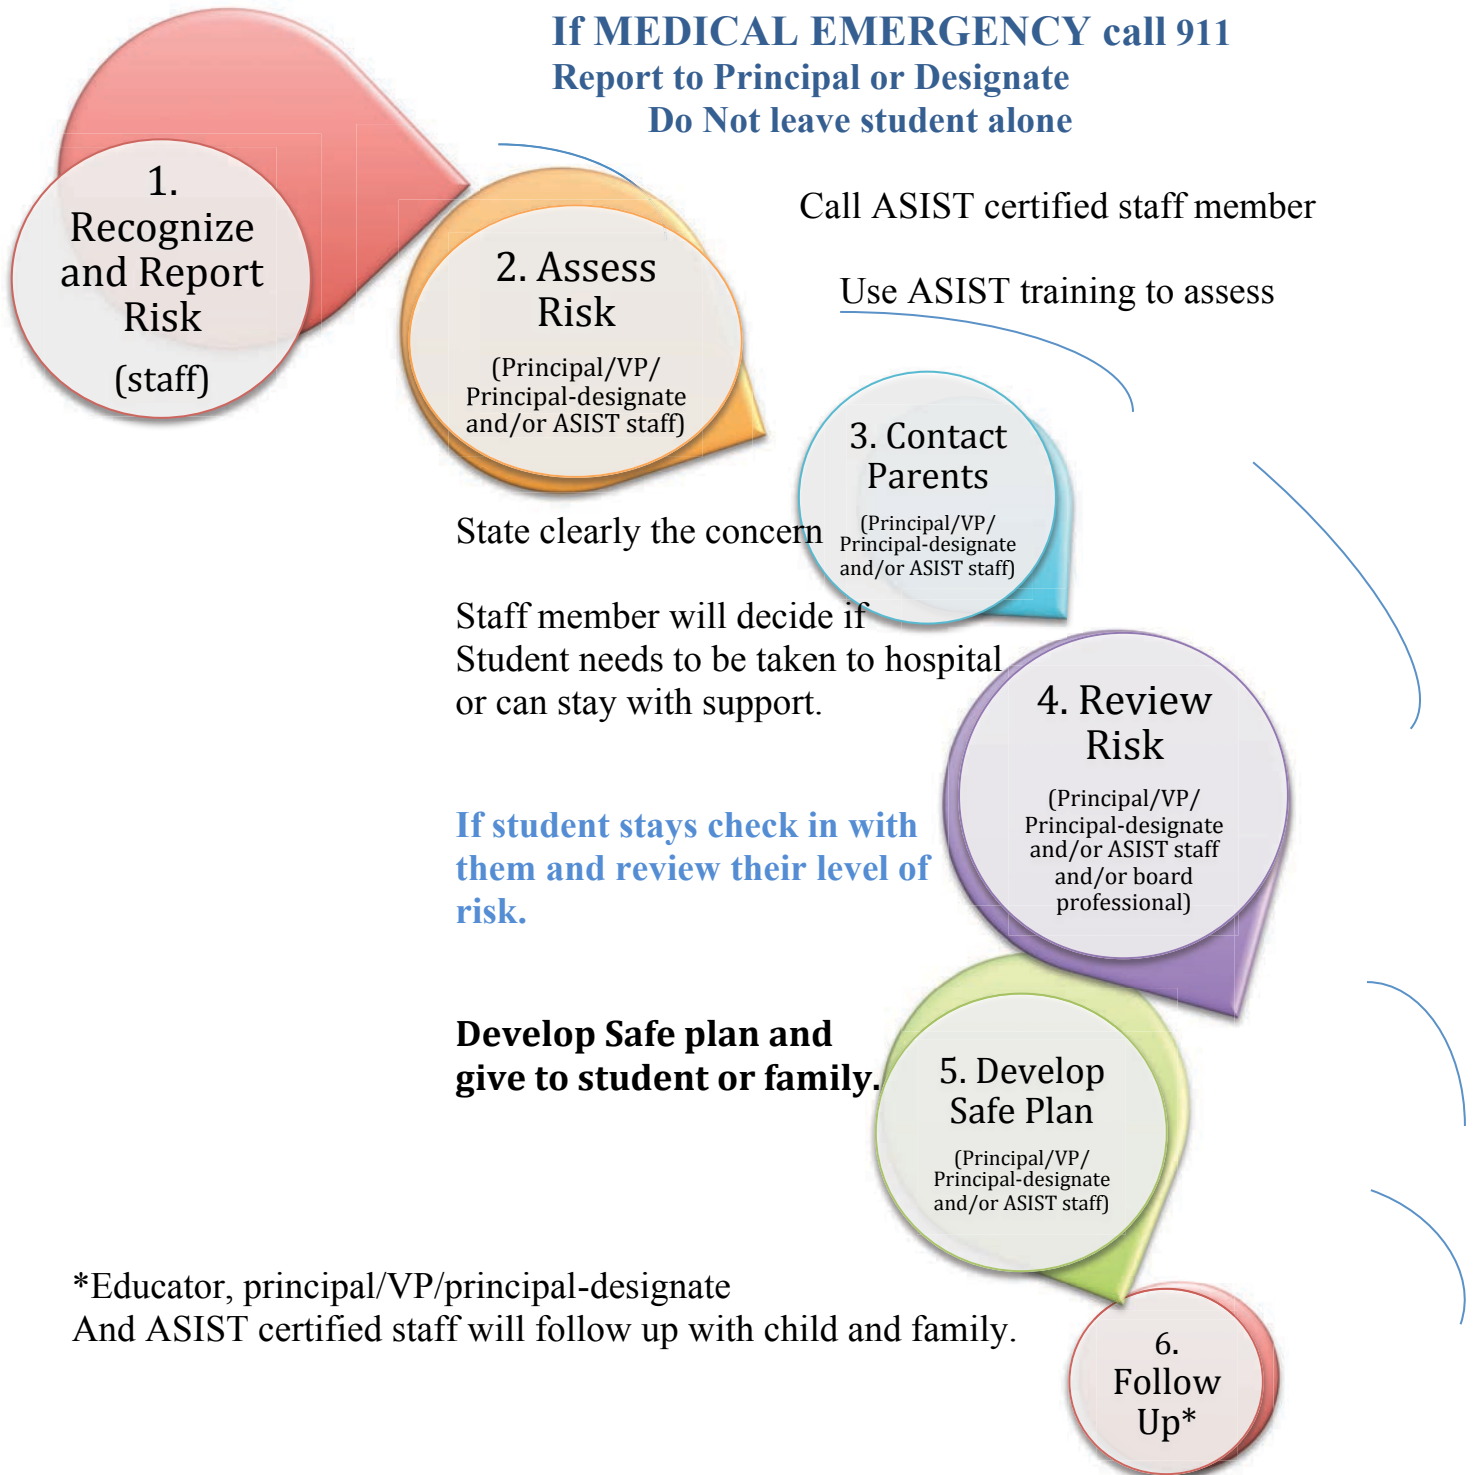 If MEDICAL EMERGENCY call 911
Report to Principal or Designate
Do Not leave student alone
1.
Recognize
and Report
Risk
(staff)
Call ASIST certified staff member
Use ASIST training to assess
2. Assess
Risk
(Principal/VP/
Principal-designate
and/or ASIST staff)
3. Contact
Parents
(Principal/VP/
Principal-designate
and/or ASIST staff)
State clearly the concern
Staff member will decide if
Student needs to be taken to hospital
or can stay with support.
4. Review
Risk
(Principal/VP/
Principal-designate
and/or ASIST staff
and/or board
professional)
If student stays check in with
them and review their level of
risk.
Develop Safe plan and
give to student or family.
5. Develop
Safe Plan
(Principal/VP/
Principal-designate
and/or ASIST staff)
*Educator, principal/VP/principal-designate
And ASIST certified staff will follow up with child and family.
6.
Follow
Up*